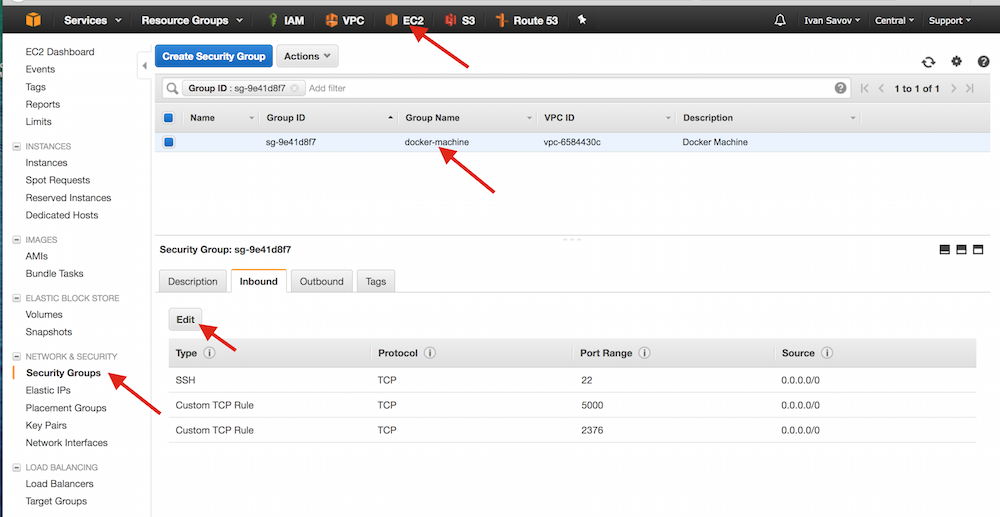 Services Resource Groups IAM VPC EC2 S3 Route 53 Ivan Savov Central Support
EC2 Dashboard
Events
Tags
Reports
Limits
INSTANCES
Instances
Spot Requests
Reserved Instances
Dedicated Hosts
IMAGES
AMIs
Bundle Tasks
ELASTIC BLOCK STORE
Volumes
Snapshots
NETWORK & SECURITY
Security Groups
Elastic IPs
Placement Groups
Key Pairs
Network Interfaces
LOAD BALANCING
Load Balancers
Target Groups
Create Security Group Actions
Group ID : sg-9e41d8f7 Add filter 1 to 1 of 1
Name Group ID Group Name VPC ID Description
sg-9e41d8f7 docker-machine vpc-6584430c Docker Machine
Security Group: sg-9e41d8f7
Description Inbound Outbound Tags
Edit
Type Protocol Port Range Source
SSH TCP 22 0.0.0.0/0
Custom TCP Rule TCP 5000 0.0.0.0/0
Custom TCP Rule TCP 2376 0.0.0.0/0